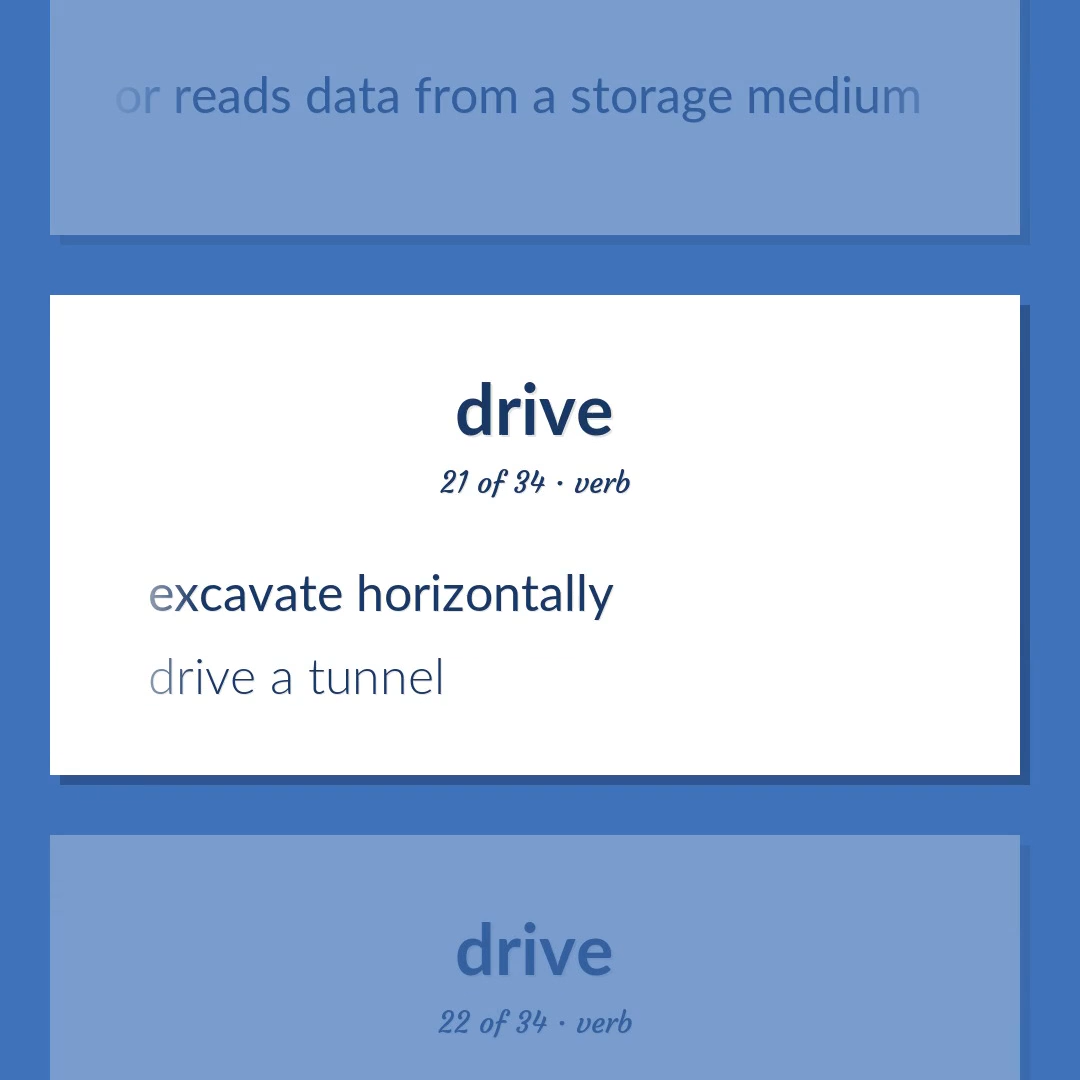 or reads data from a storage medium
drive
21 of 34 · verb
excavate horizontally
drive a tunnel
drive
22 of 34 · verb